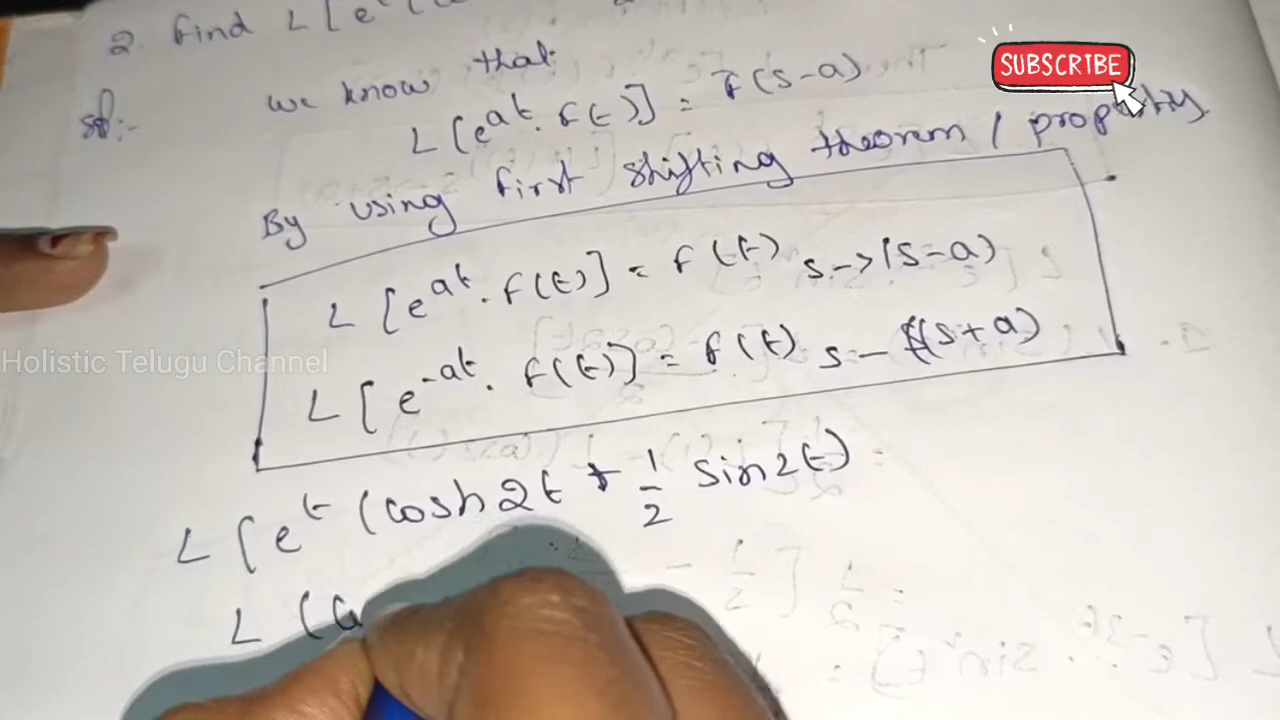 2. Find L[e
SUBSCRIBE
Sol:-
we know that
L[e^at. f(t)] = f(s-a)
By using first shifting theorem / property
L[e^at. f(t)] = f(t) s->(s-a)
Holistic Telugu Channel
L[e^-at. f(t)] = f(t) s-(s+a)
L[e^t (cosh2t + 1/2 sin2t) =
L (